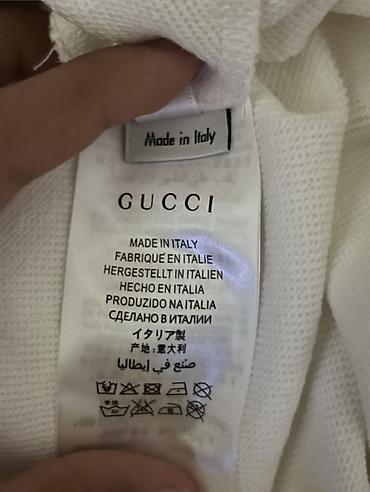 Made in Italy
GUCCI
MADE IN ITALY
FABRIQUÉ EN ITALIE
HERGESTELLT IN ITALIEN
HECHO EN ITALIA
PRODUZIDO NA ITALIA
СДЕЛАНО В ИТАЛИИ
イタリア製
产地：意大利
صنع في إيطاليا